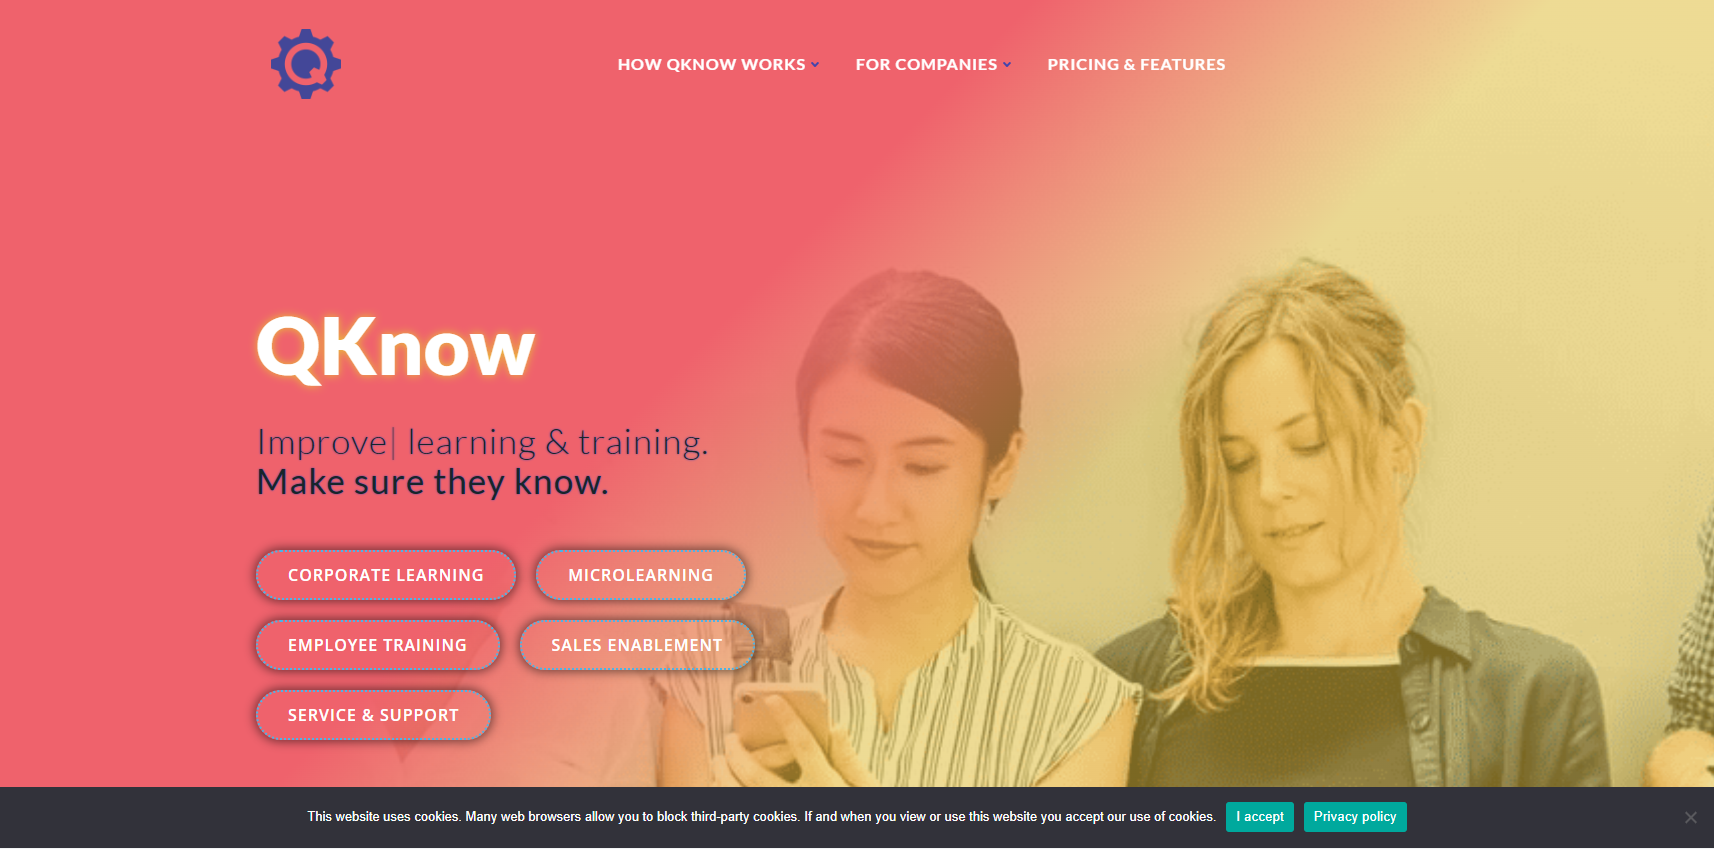 HOW QKNOW WORKS
FOR COMPANIES
PRICING & FEATURES
QKnow
Improve| learning & training.
Make sure they know.
CORPORATE LEARNING
MICROLEARNING
EMPLOYEE TRAINING
SALES ENABLEMENT
SERVICE & SUPPORT
This website uses cookies. Many web browsers allow you to block third-party cookies. If and when you view or use this website you accept our use of cookies.
I accept
Privacy policy